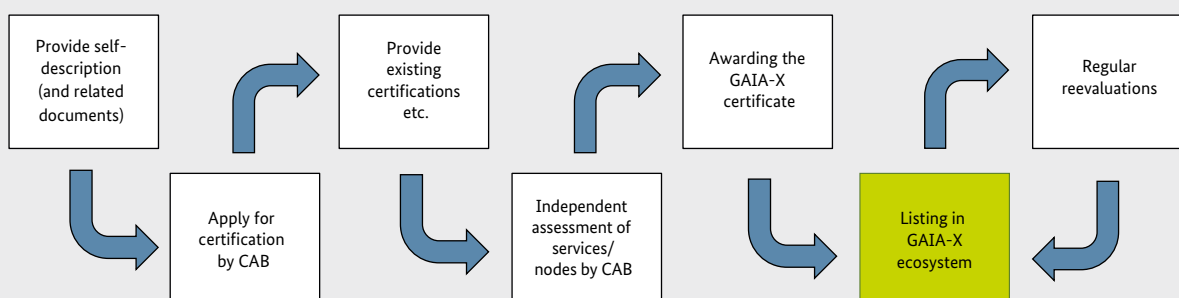 Provide self-
description
(and related
documents)
Apply for
certification
by CAB
Provide
existing
certifications
etc.
Independent
assessment of
services/
nodes by CAB
Awarding the
GAIA-X
certificate
Listing in
GAIA-X
ecosystem
Regular
reevaluations